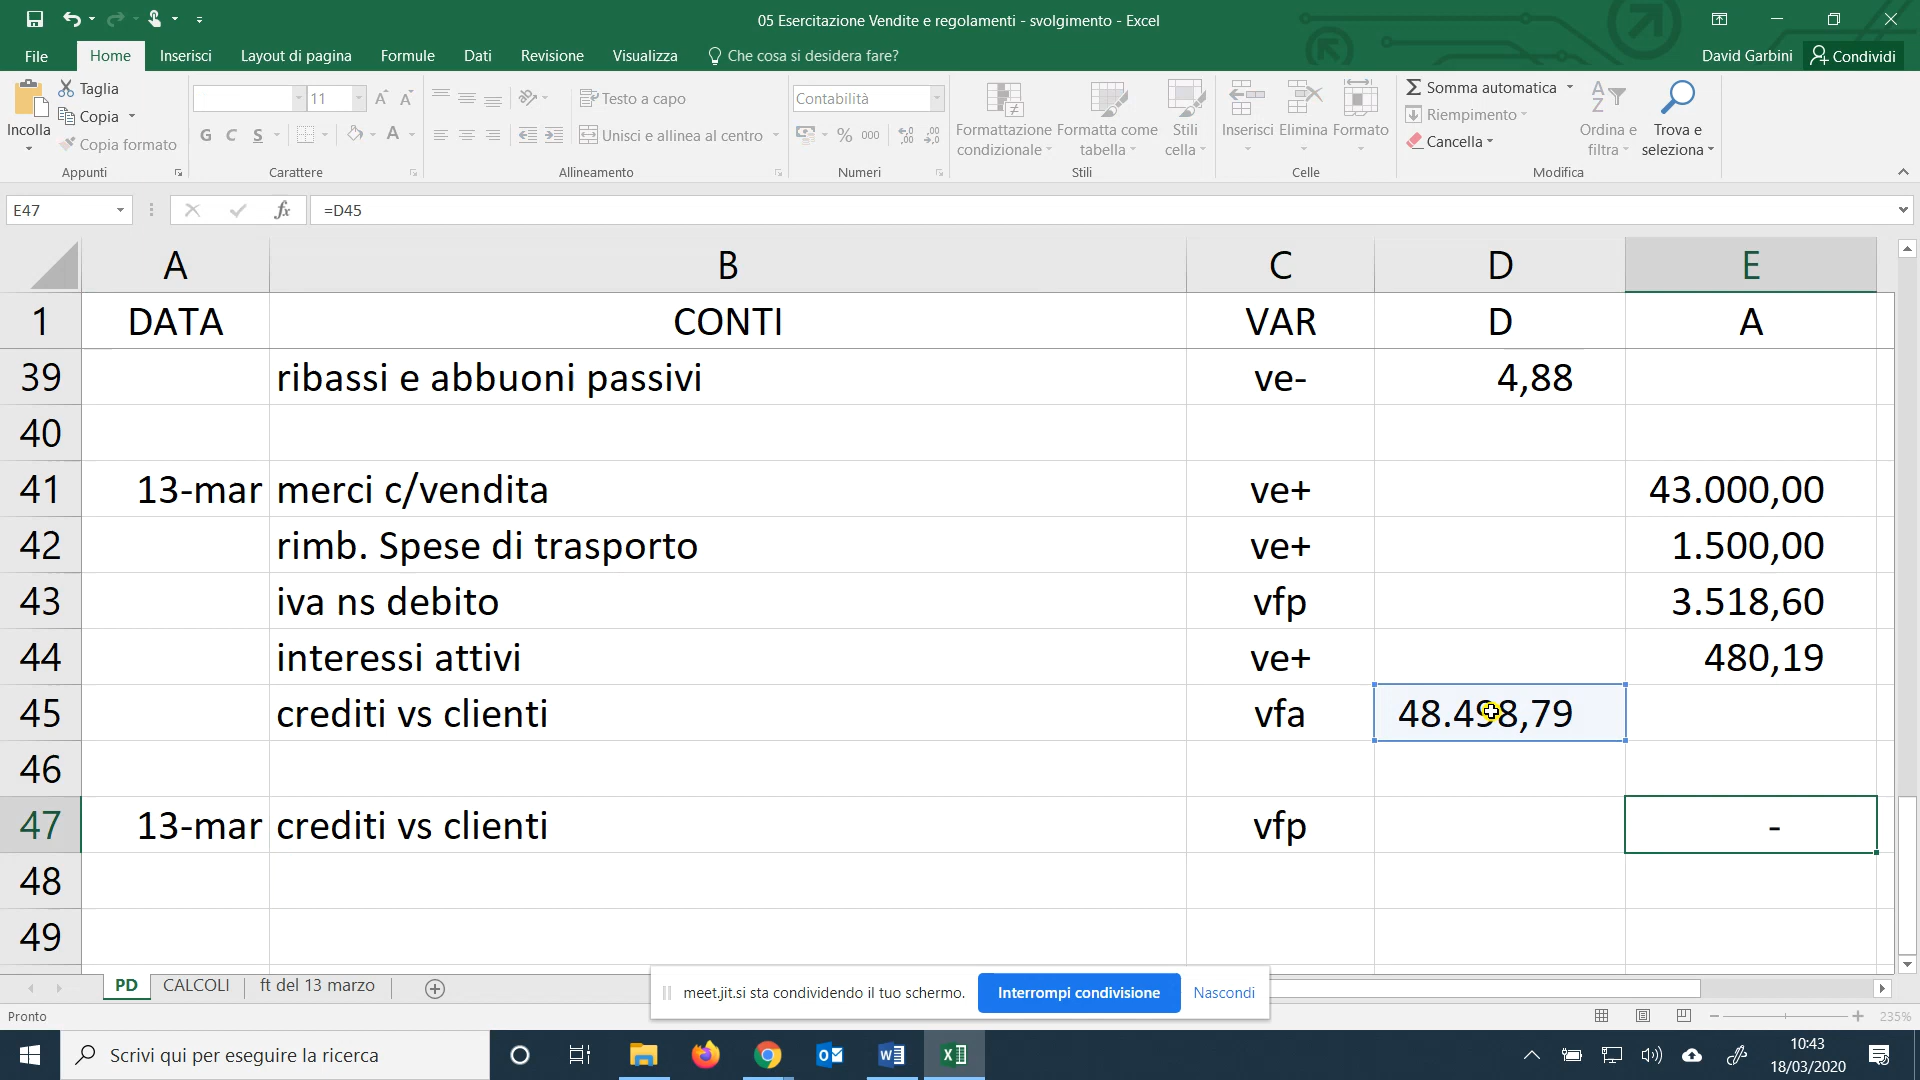 05 Esercitazione Vendite e regolamenti - svolgimento - Excel
File Home Inserisci Layout di pagina Formule Dati Revisione Visualizza Che cosa si desidera fare? David Garbini Condividi
Incolla
Taglia
Copia
Copia formato
Appunti
11
G C S
Carattere
Testo a capo
Unisci e allinea al centro
Allineamento
Contabilità
% 000
Numeri
Formattazione condizionale
Formatta come tabella
Stili cella
Stili
Inserisci Elimina Formato
Celle
Somma automatica
Riempimento
Cancella
Ordina e filtra
Trova e seleziona
Modifica
E47 fx =D45
A B C D E
1 DATA CONTI VAR D A
39 ribassi e abbuoni passivi ve- 4,88
40
41 13-mar merci c/vendita ve+ 43.000,00
42 rimb. Spese di trasporto ve+ 1.500,00
43 iva ns debito vfp 3.518,60
44 interessi attivi ve+ 480,19
45 crediti vs clienti vfa 48.498,79
46
47 13-mar crediti vs clienti vfp -
48
49
PD CALCOLI ft del 13 marzo
meet.jit.si sta condividendo il tuo schermo. Interrompi condivisione Nascondi
Pronto 235%
Scrivi qui per eseguire la ricerca
10:43
18/03/2020